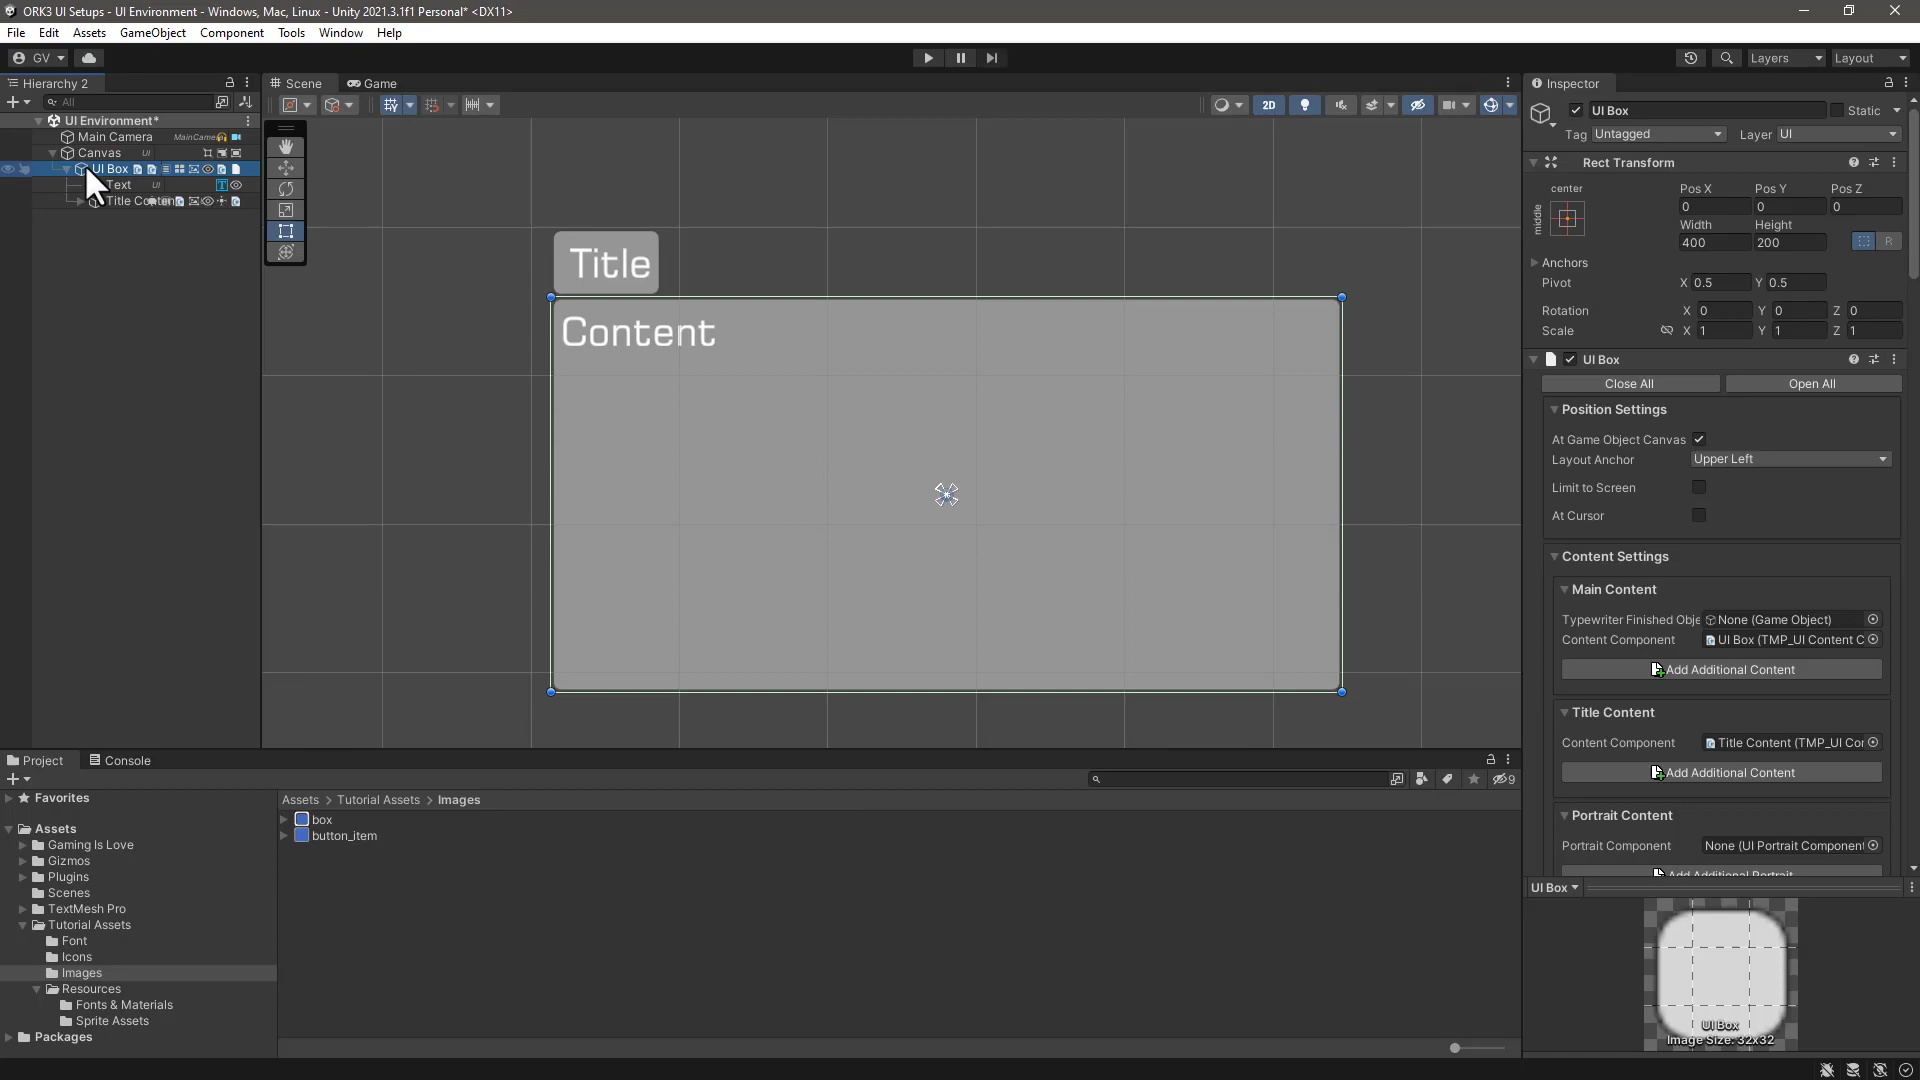 ORK3 UI Setups - UI Environment - Windows, Mac, Linux - Unity 2021.3.1f1 Personal* <DX11>
File Edit Assets GameObject Component Tools Window Help
GV
Layers
Layout
Hierarchy 2
Scene
Game
Inspector
All
2D
UI Box
Static
UI Environment*
Main Camera
MainCamera
Tag Untagged
Layer UI
Canvas
UI
UI Box
Text
UI
Title Conten
Rect Transform
center
middle
Pos X
Pos Y
Pos Z
0
0
0
Width
Height
400
200
R
Anchors
Pivot
X 0.5
Y 0.5
Rotation
X 0
Y 0
Z 0
Scale
X 1
Y 1
Z 1
Title
Content
UI Box
Close All
Open All
Position Settings
At Game Object Canvas
Layout Anchor
Upper Left
Limit to Screen
At Cursor
Content Settings
Main Content
Typewriter Finished Obje
None (Game Object)
Content Component
UI Box (TMP_UI Content C
Add Additional Content
Title Content
Content Component
Title Content (TMP_UI Cor
Add Additional Content
Portrait Content
Portrait Component
None (UI Portrait Component
Add Additional Portrait
UI Box
UI Box
Image Size: 32x32
Project
Console
9
Favorites
Assets
Gaming Is Love
Gizmos
Plugins
Scenes
TextMesh Pro
Tutorial Assets
Font
Icons
Images
Resources
Fonts & Materials
Sprite Assets
Packages
Assets > Tutorial Assets > Images
box
button_item